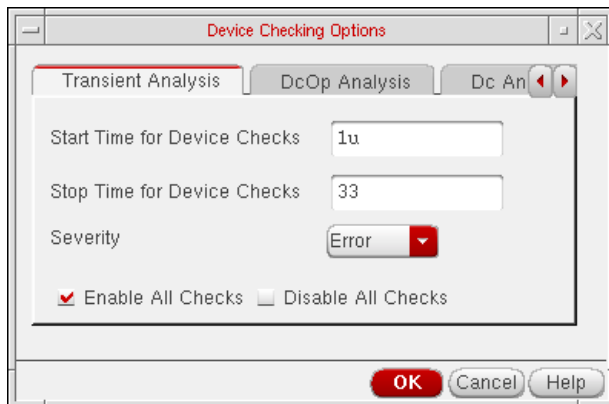 Device Checking Options
Transient Analysis DcOp Analysis Dc An
Start Time for Device Checks 1u
Stop Time for Device Checks 33
Severity Error
Enable All Checks Disable All Checks
OK Cancel Help